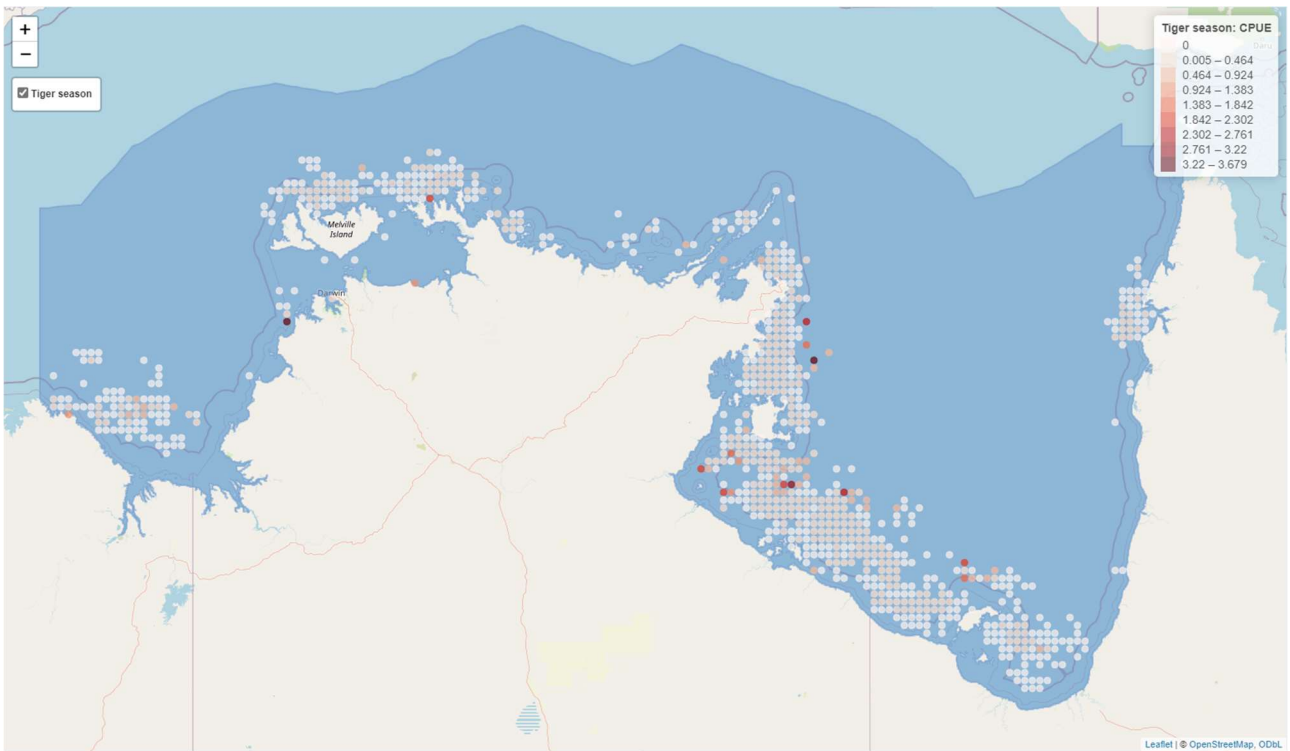 +
Tiger season: CPUE
−
0
Daru
0.005 – 0.464
0.464 – 0.924
Tiger season
0.924 – 1.383
1.383 – 1.842
1.842 – 2.302
2.302 – 2.761
2.761 – 3.22
3.22 – 3.679
Melville
Island
Darwin
Leaflet | © OpenStreetMap, ODbL